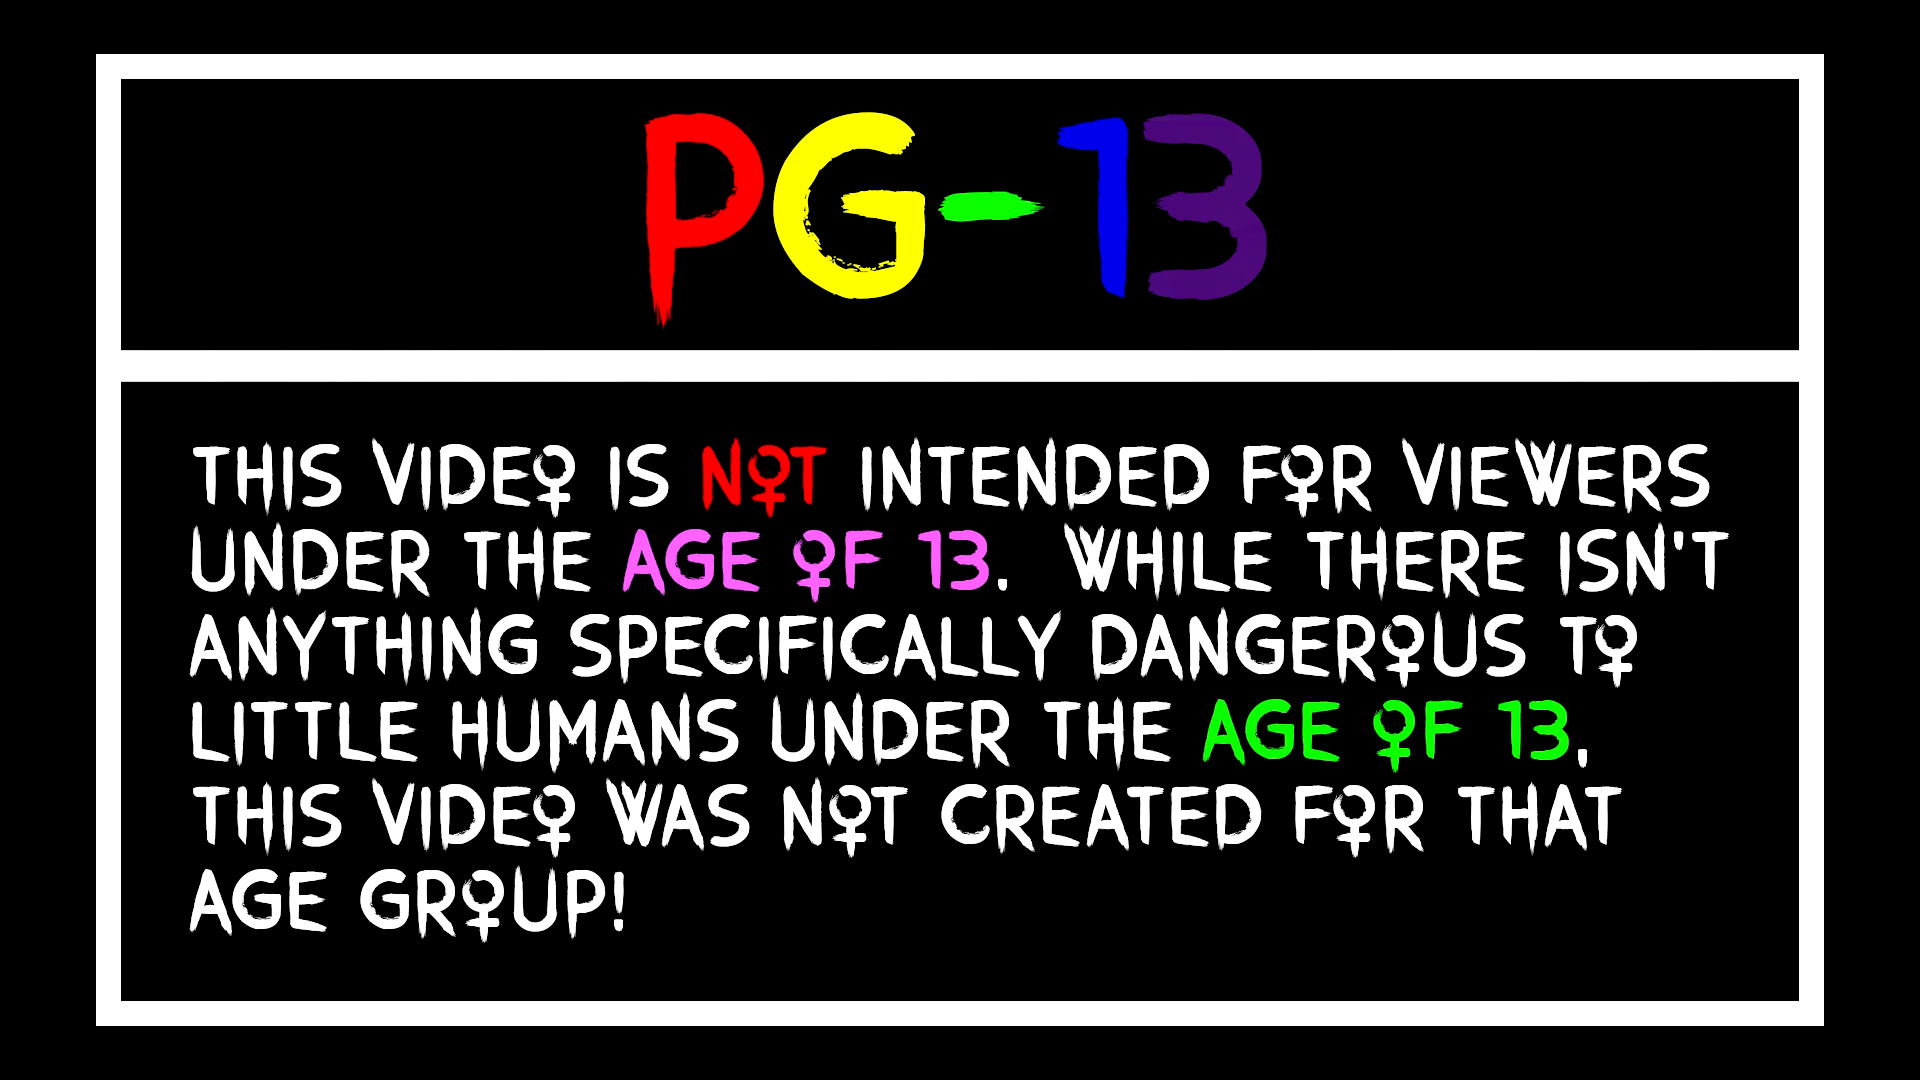 PG-13
THIS VIDEO IS NOT INTENDED FOR VIEWERS
UNDER THE AGE OF 13.  WHILE THERE ISN'T
ANYTHING SPECIFICALLY DANGEROUS TO
LITTLE HUMANS UNDER THE AGE OF 13,
THIS VIDEO WAS NOT CREATED FOR THAT
AGE GROUP!